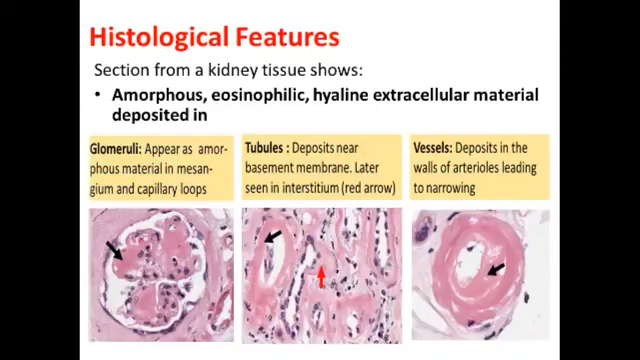 Histological Features
Section from a kidney tissue shows:
• Amorphous, eosinophilic, hyaline extracellular material
deposited in
Glomeruli: Appear as amor-
phous material in mesan-
gium and capillary loops
Tubules : Deposits near
basement membrane. Later
seen in interstitium (red arrow)
Vessels: Deposits in the
walls of arterioles leading
to narrowing